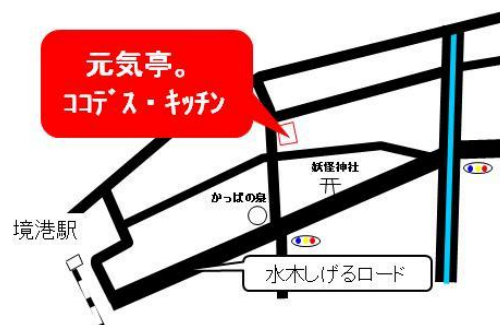 元気亭。
ココデス・キッチン
妖怪神社
かっぱの泉
境港駅
水木しげるロード